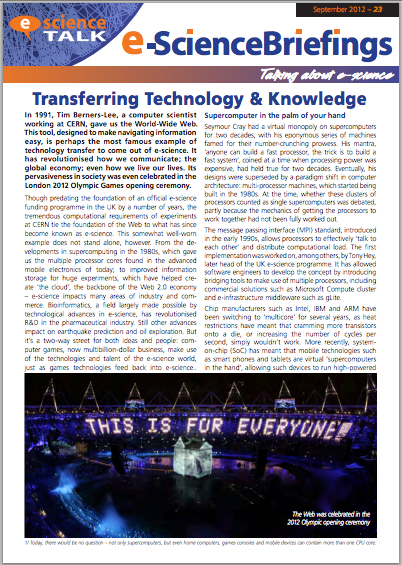 e science
TALK
September 2012 – 23
e-ScienceBriefings
Talking about e-science
Transferring Technology & Knowledge
In 1991, Tim Berners-Lee, a computer scientist
working at CERN, gave us the World-Wide Web.
This tool, designed to make navigating information
easy, is perhaps the most famous example of
technology transfer to come out of e-science. It
has revolutionised how we communicate; the
global economy; even how we live our lives. Its
pervasiveness in society was even celebrated in the
London 2012 Olympic Games opening ceremony.
Though predating the foundation of an official e-science
funding programme in the UK by a number of years, the
tremendous computational requirements of experiments
at CERN tie the foundation of the Web to what has since
become known as e-science. This somewhat well-worn
example does not stand alone, however. From the de-
velopments in supercomputing in the 1980s, which gave
us the multiple processor cores found in the advanced
mobile electronics of today; to improved information
storage for huge experiments, which have helped to cre-
ate 'the cloud', the backbone of the Web 2.0 economy
– e-science impacts many areas of industry and com-
merce. Bioinformatics, a field largely made possible by
technological advances in e-science, has revolutionised
R&D in the pharmaceutical industry. Still other advances
impact on earthquake prediction and oil exploration. But
it's a two-way street for both ideas and people: com-
puter games, now multibillion-dollar business, make use
of the technologies and talent of the e-science world,
just as games technologies feed back into e-science.
Supercomputer in the palm of your hand
Seymour Cray had a virtual monopoly on supercomputers
for two decades, with his eponymous series of machines
famed for their number-crunching prowess. His mantra,
'anyone can build a fast processor, the trick is to build a
fast system', coined at a time when processing power was
expensive, had held true for two decades. Eventually, his
designs were superseded by a paradigm shift in computer
architecture: multi-processor machines, which started being
built in the 1980s. At the time, whether these clusters of
processors counted as single supercomputers was debated,
partly because the mechanics of getting the processors to
work together had not been fully worked out.
The message passing interface (MPI) standard, introduced
in the early 1990s, allows processors to effectively 'talk to
each other' and distribute computational load. The first
implementation was worked on, among others, by Tony Hey,
later head of the UK e-science programme. It has allowed
software engineers to develop the concept by introducing
bridging tools to make use of multiple processors, including
commercial solutions such as Microsoft Compute cluster
and e-infrastructure middleware such as gLite.
Chip manufacturers such as Intel, IBM and ARM have
been switching to 'multicore' for several years, as heat
restrictions have meant that cramming more transistors
onto a die, or increasing the number of cycles per
second, simply wouldn't work. More recently, system-
on-chip (SoC) has meant that mobile technologies such
as smart phones and tablets are virtual 'supercomputers
in the hand', allowing such devices to run high-powered
THIS IS FOR EVERYONE
The Web was celebrated in the
2012 Olympic opening ceremony
1/ Today, there would be no question – not only supercomputers, but even home computers, games consoles and mobile devices can contain more than one CPU core.